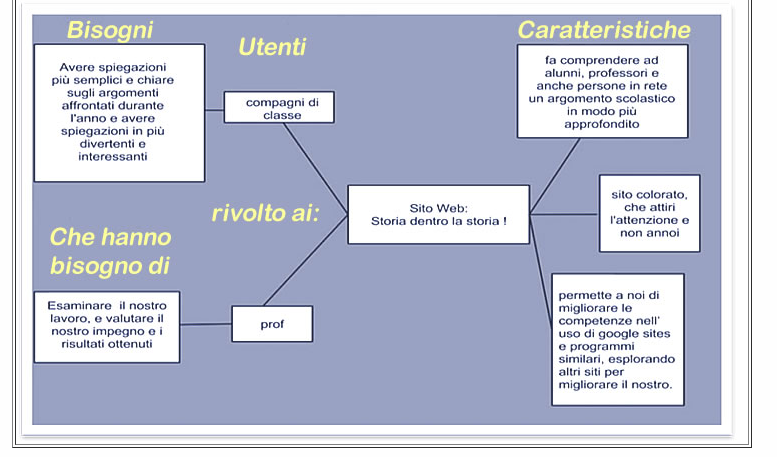 Bisogni
Utenti
Caratteristiche
Avere spiegazioni
più semplici e chiare
sugli argomenti
affrontati durante
l'anno e avere
spiegazioni in più
divertenti e
interessanti
compagni di
classe
fa comprendere ad
alunni, professori e
anche persone in rete
un argomento scolastico
in modo più
approfondito
rivolto ai:
Sito Web:
Storia dentro la storia !
sito colorato,
che attiri
l'attenzione e
non annoi
Che hanno
bisogno di
Esaminare il nostro
lavoro, e valutare il
nostro impegno e i
risultati ottenuti
prof
permette a noi di
migliorare le
competenze nell'
uso di google sites
e programmi
similari, esplorando
altri siti per
migliorare il nostro.